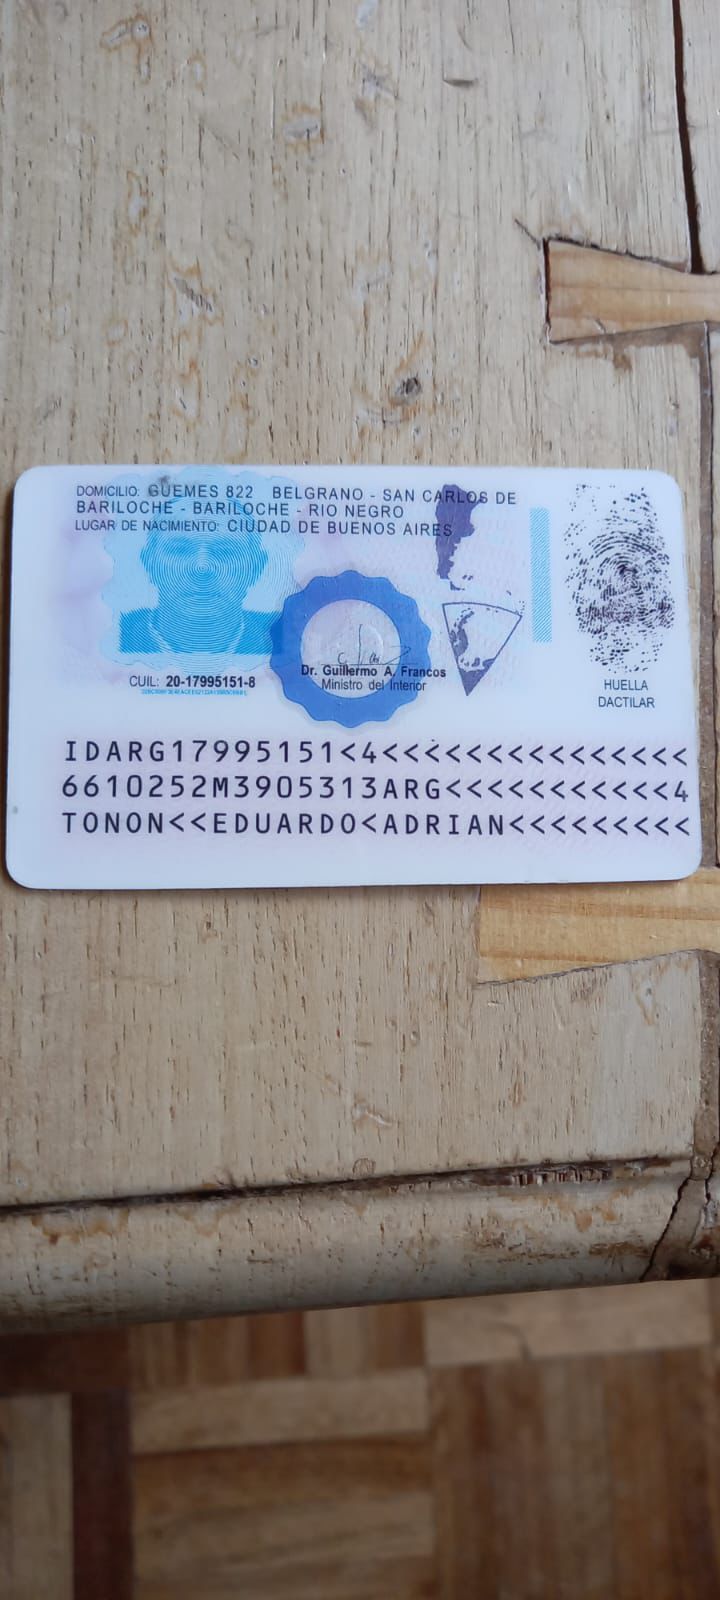 DOMICILIO: GUEMES 822 BELGRANO - SAN CARLOS DE
BARILOCHE - BARILOCHE - RIO NEGRO
LUGAR DE NACIMIENTO: CIUDAD DE BUENOS AIRES
CUIL: 20-17995151-8
Dr. Guillermo A. Francos
Ministro del Interior
HUELLA
DACTILAR
IDARG17995151<4<<<<<<<<<<<<<<<
6610252M3905313ARG<<<<<<<<<<<4
TONON<<EDUARDO<ADRIAN<<<<<<<<<